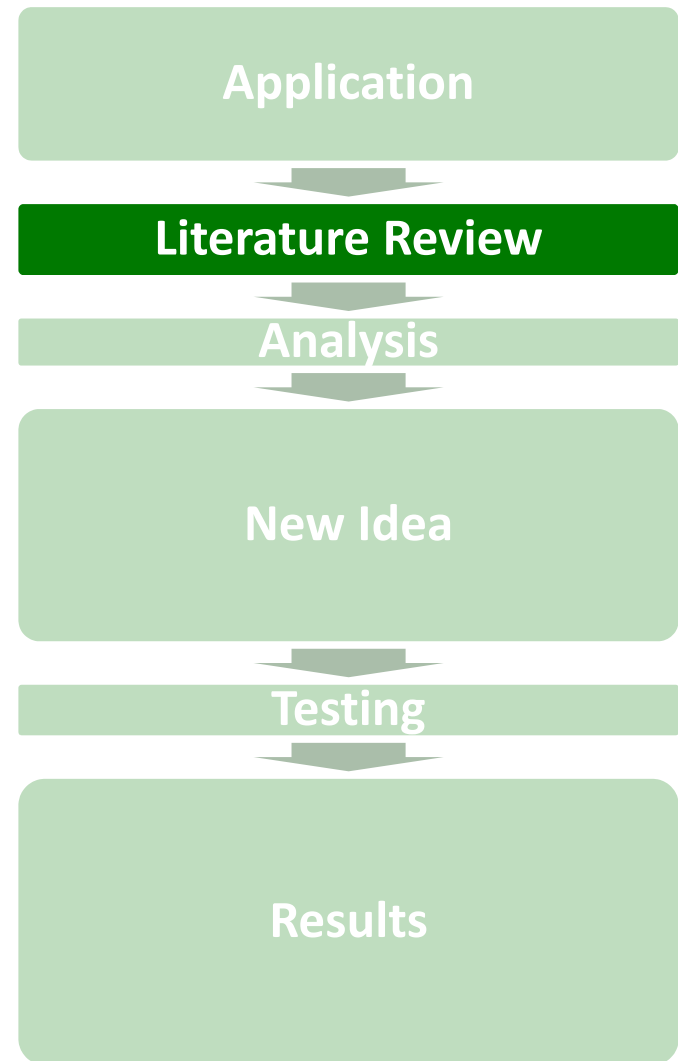 Application
Literature Review
Analysis
New Idea
Testing
Results